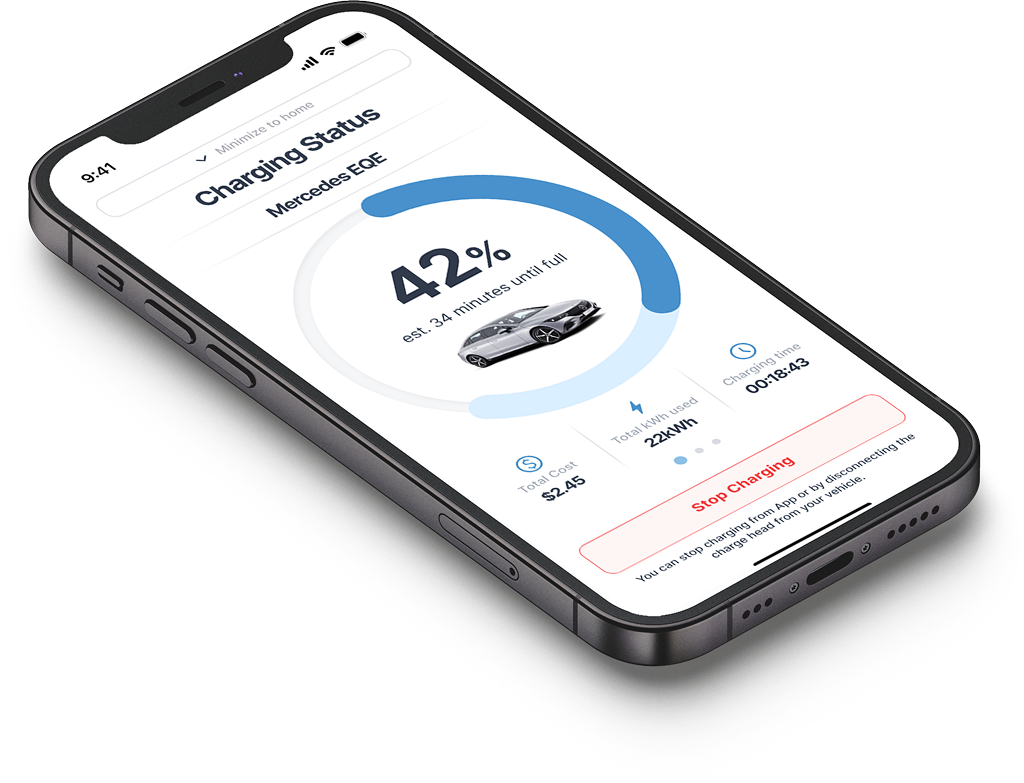 9:41
Minimize to home
Charging Status
Mercedes EQE
42%
est. 34 minutes until full
Total Cost
$2.45
Total kWh used
22kWh
Charging time
00:18:43
Stop Charging
You can stop charging from App or by disconnecting the
charge head from your vehicle.